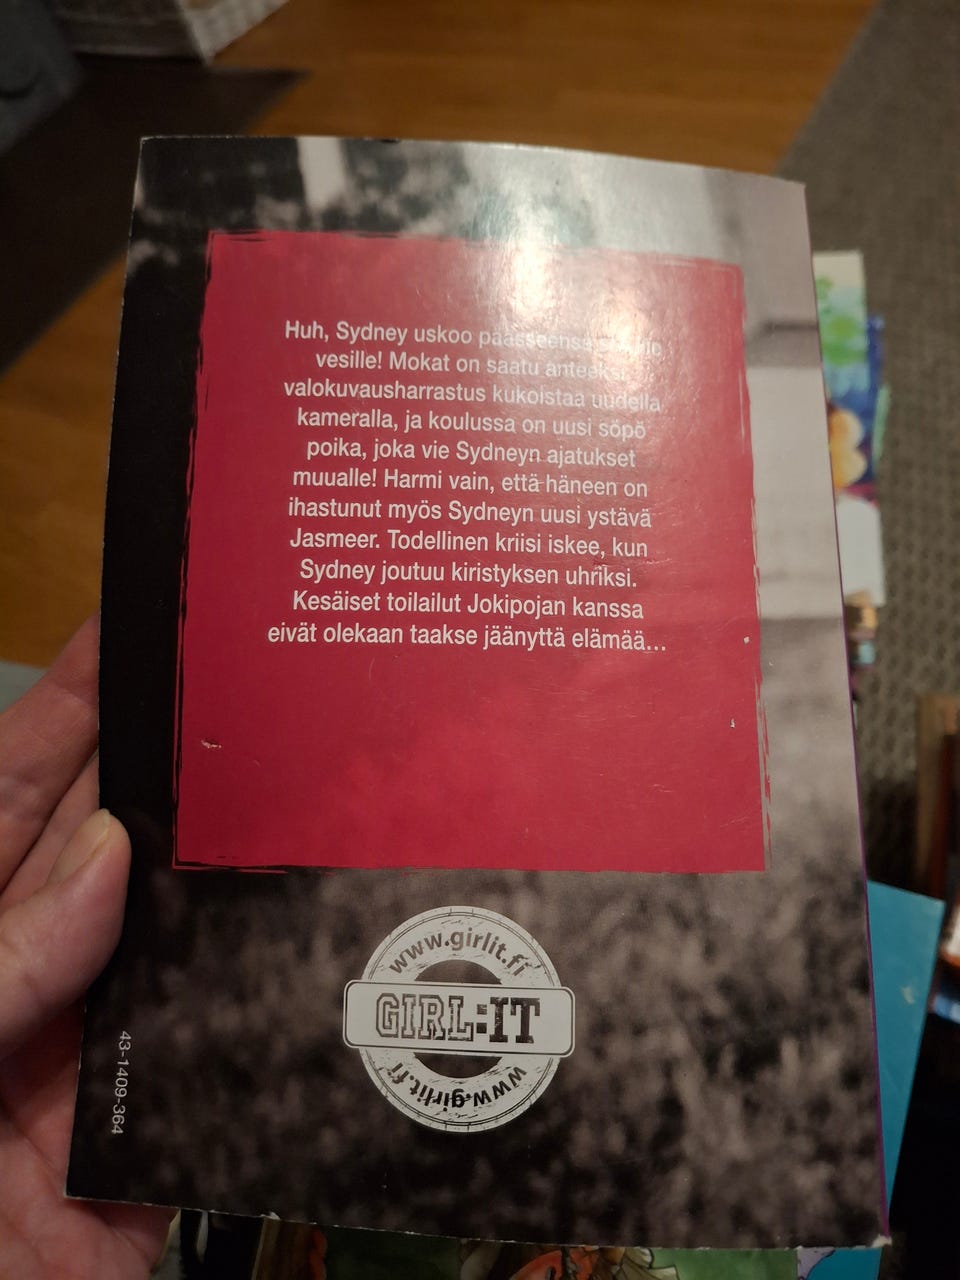 Huh, Sydney uskoo päässeensä
vesille! Mokat on saatu anteeksi,
valokuvausharrastus kukoistaa uudella
kameralla, ja koulussa on uusi söpö
poika, joka vie Sydneyn ajatukset
muualle! Harmi vain, että häneen on
ihastunut myös Sydneyn uusi ystävä
Jasmeer. Todellinen kriisi iskee, kun
Sydney joutuu kiristyksen uhriksi.
Kesäiset toilailut Jokipojan kanssa
eivät olekaan taakse jäänyttä elämää...
www.girlit.fi
GIRL:IT
www.girlit.fi
43-1409-364